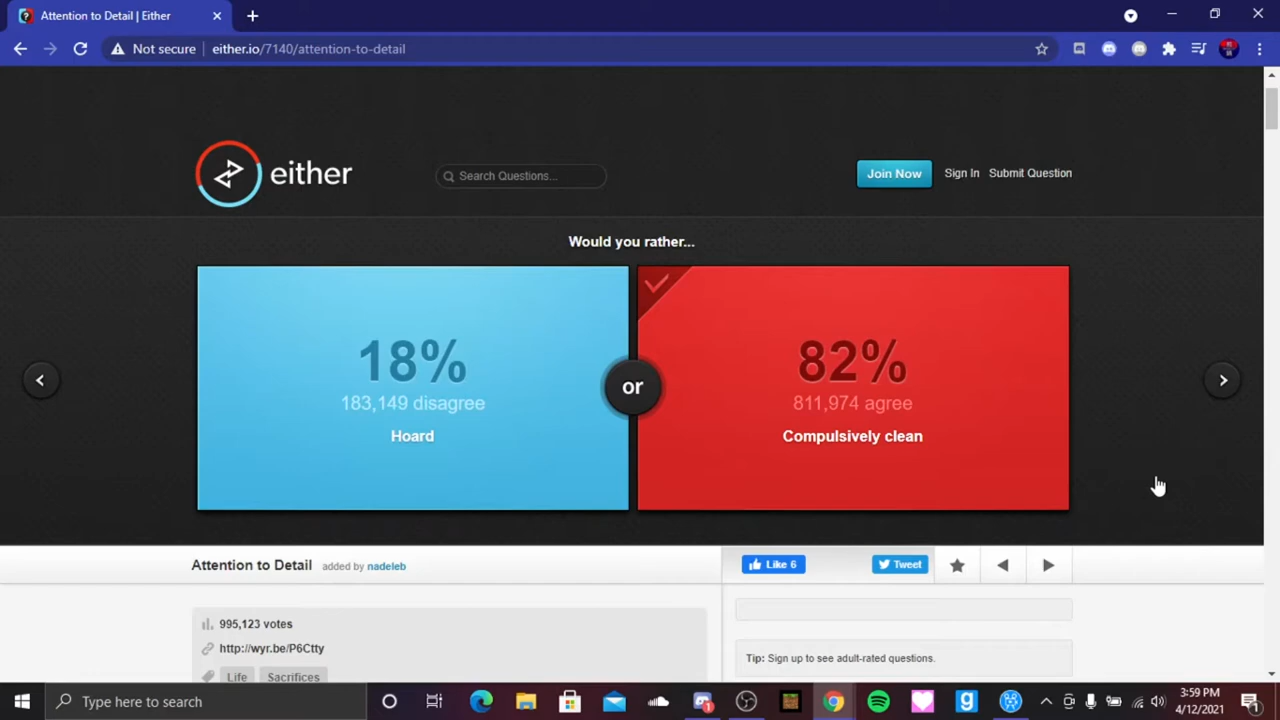 Attention to Detail | Either
Not secure
either.io/7140/attention-to-detail
either
Search Questions...
Join Now
Sign In
Submit Question
Would you rather...
18%
183,149 disagree
Hoard
or
82%
811,974 agree
Compulsively clean
Attention to Detail
added by nadeleb
Like 6
Tweet
995,123 votes
http://wyr.be/P6Ctty
Life
Sacrifices
Tip: Sign up to see adult-rated questions.
Type here to search
3:59 PM
4/12/2021